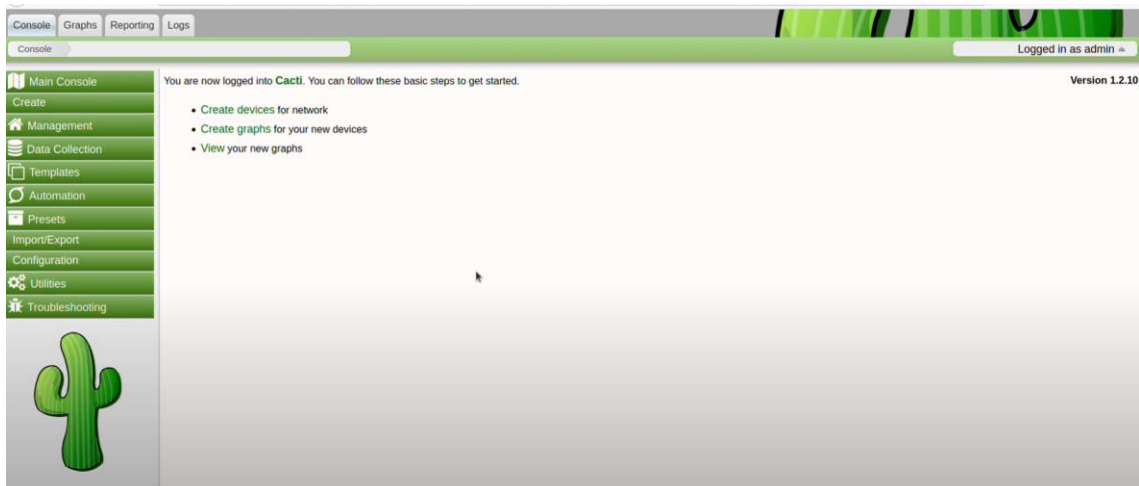 Console Graphs Reporting Logs
Console
Logged in as admin
Main Console
Create
Management
Data Collection
Templates
Automation
Presets
Import/Export
Configuration
Utilities
Troubleshooting
You are now logged into Cacti. You can follow these basic steps to get started.
Version 1.2.10
• Create devices for network
• Create graphs for your new devices
• View your new graphs